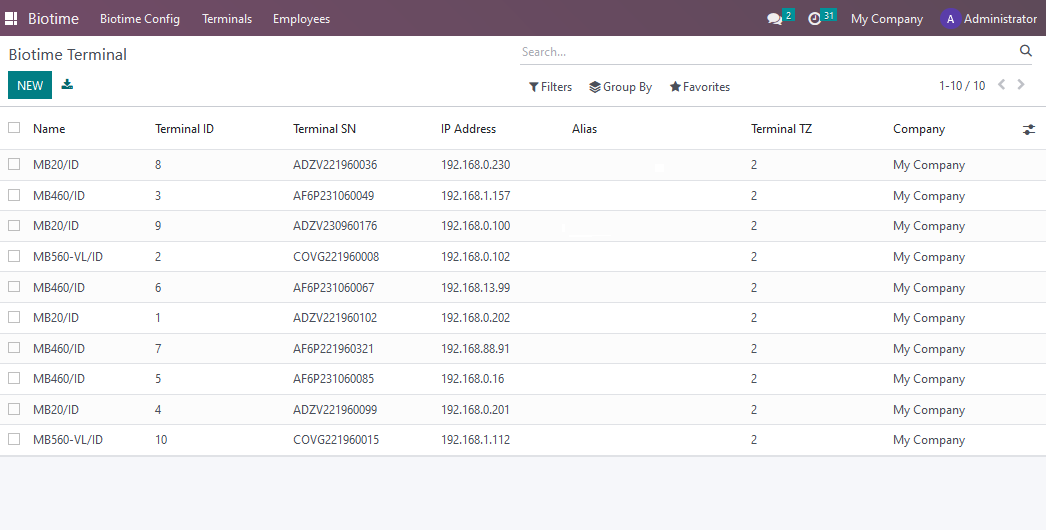 Biotime Biotime Config Terminals Employees 2 31 My Company A Administrator
Biotime Terminal Search...
NEW Filters Group By Favorites 1-10 / 10
Name Terminal ID Terminal SN IP Address Alias Terminal TZ Company
MB20/ID 8 ADZV221960036 192.168.0.230 2 My Company
MB460/ID 3 AF6P231060049 192.168.1.157 2 My Company
MB20/ID 9 ADZV230960176 192.168.0.100 2 My Company
MB560-VL/ID 2 COVG221960008 192.168.0.102 2 My Company
MB460/ID 6 AF6P231060067 192.168.13.99 2 My Company
MB20/ID 1 ADZV221960102 192.168.0.202 2 My Company
MB460/ID 7 AF6P221960321 192.168.88.91 2 My Company
MB460/ID 5 AF6P231060085 192.168.0.16 2 My Company
MB20/ID 4 ADZV221960099 192.168.0.201 2 My Company
MB560-VL/ID 10 COVG221960015 192.168.1.112 2 My Company